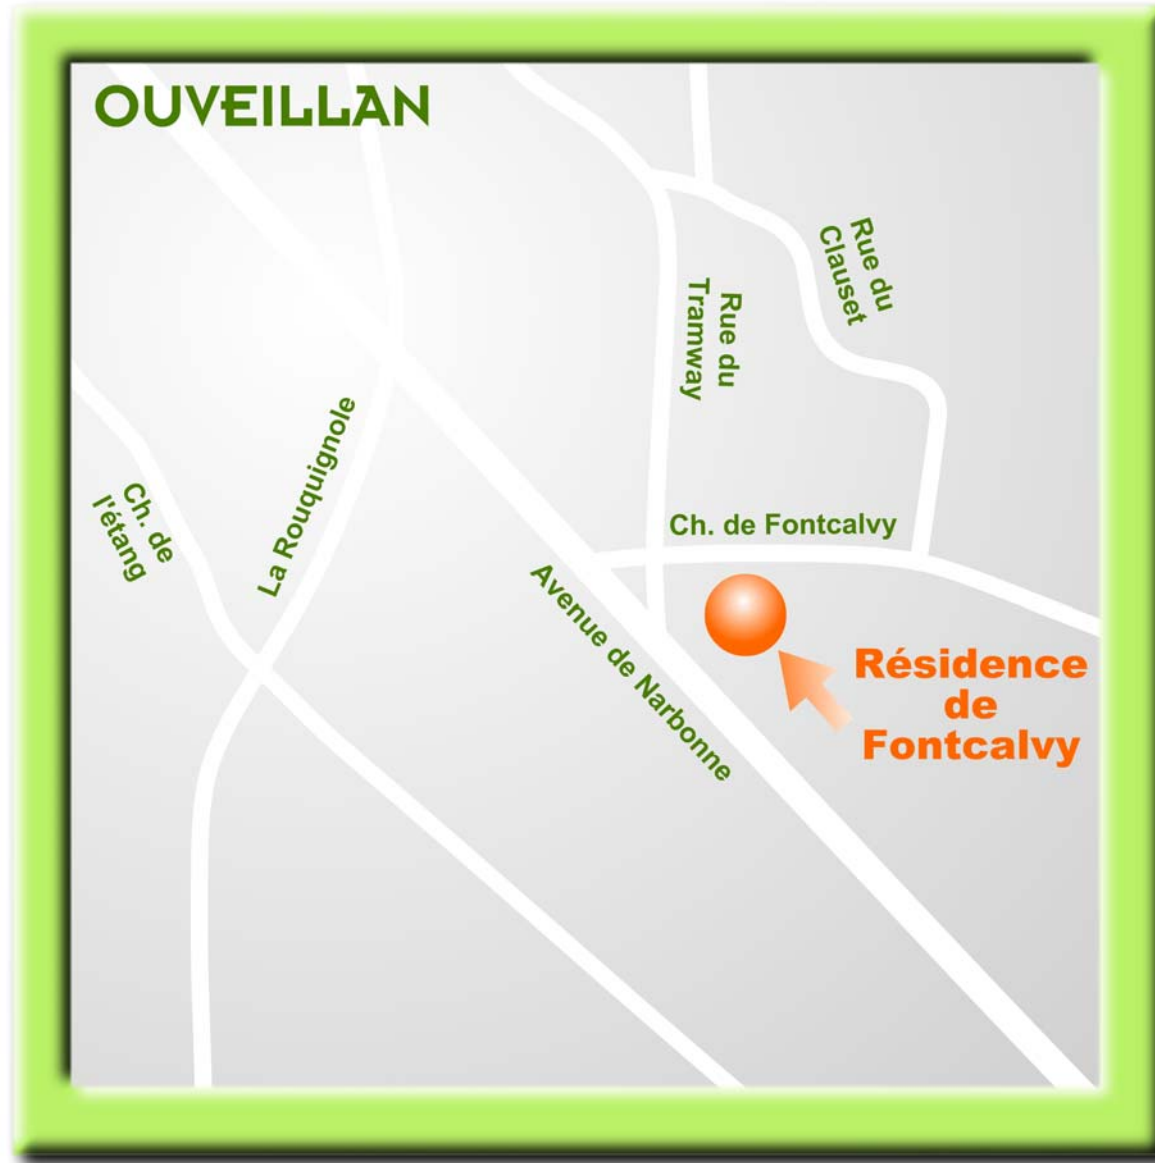 OUVEILLAN
Rue du
Clauset
Rue du
Tramway
La Rouquignole
Ch. de
l'étang
Ch. de Fontcalvy
Avenue de Narbonne
Résidence
de
Fontcalvy